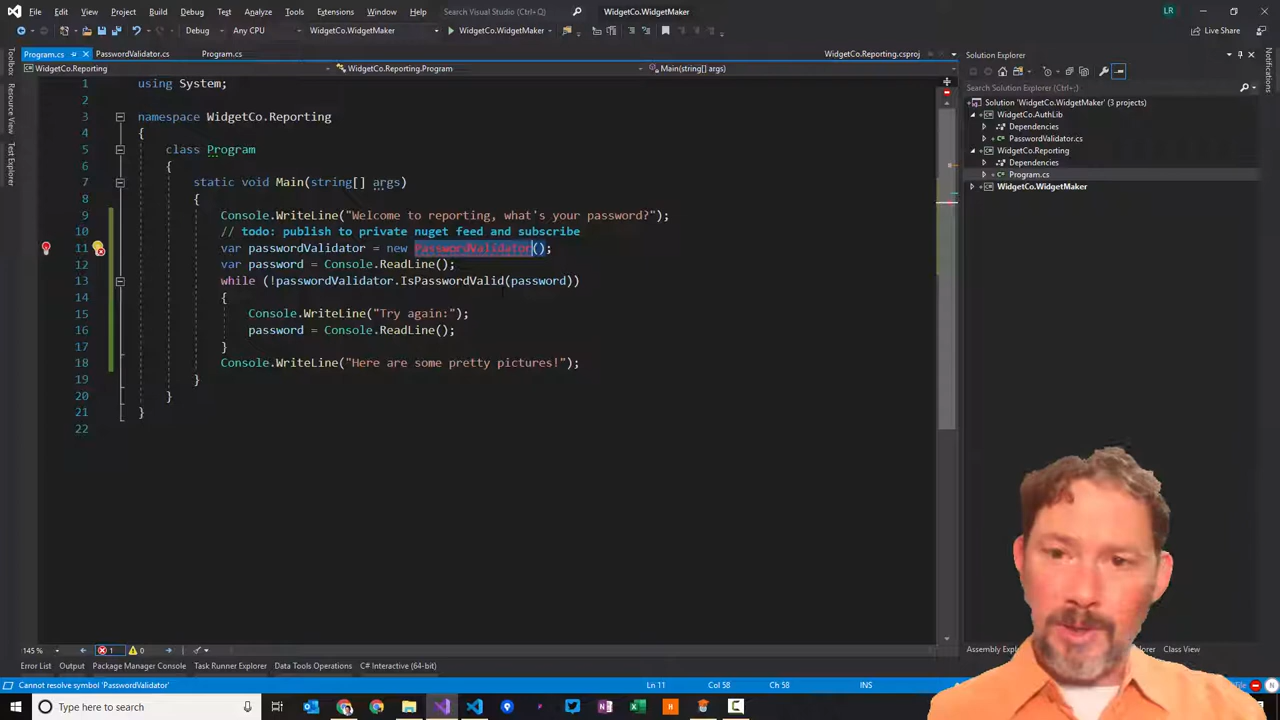 File Edit View Project Build Debug Test Analyze Tools Extensions Window Help Search Visual Studio (Ctrl+Q) WidgetCo.WidgetMaker LR
Debug Any CPU WidgetCo.WidgetMaker WidgetCo.WidgetMaker Live Share
Program.cs PasswordValidator.cs Program.cs WidgetCo.Reporting.csproj
WidgetCo.Reporting WidgetCo.Reporting.Program Main(string[] args)
Toolbox
Resource View
Test Explorer
1 using System;
2
3 namespace WidgetCo.Reporting
4 {
5 class Program
6 {
7 static void Main(string[] args)
8 {
9 Console.WriteLine("Welcome to reporting, what's your password?");
10 // todo: publish to private nuget feed and subscribe
11 var passwordValidator = new PasswordValidator();
12 var password = Console.ReadLine();
13 while (!passwordValidator.IsPasswordValid(password))
14 {
15 Console.WriteLine("Try again:");
16 password = Console.ReadLine();
17 }
18 Console.WriteLine("Here are some pretty pictures!");
19 }
20 }
21 }
22
Solution Explorer
Search Solution Explorer (Ctrl+;)
Solution 'WidgetCo.WidgetMaker' (3 projects)
WidgetCo.AuthLib
Dependencies
PasswordValidator.cs
WidgetCo.Reporting
Dependencies
Program.cs
WidgetCo.WidgetMaker
Notifications
145 % 1 0
Assembly Explorer Class View
Error List Output Package Manager Console Task Runner Explorer Data Tools Operations C# Interactive (64-bit)
Cannot resolve symbol 'PasswordValidator' Ln 11 Col 58 Ch 58 INS
Type here to search